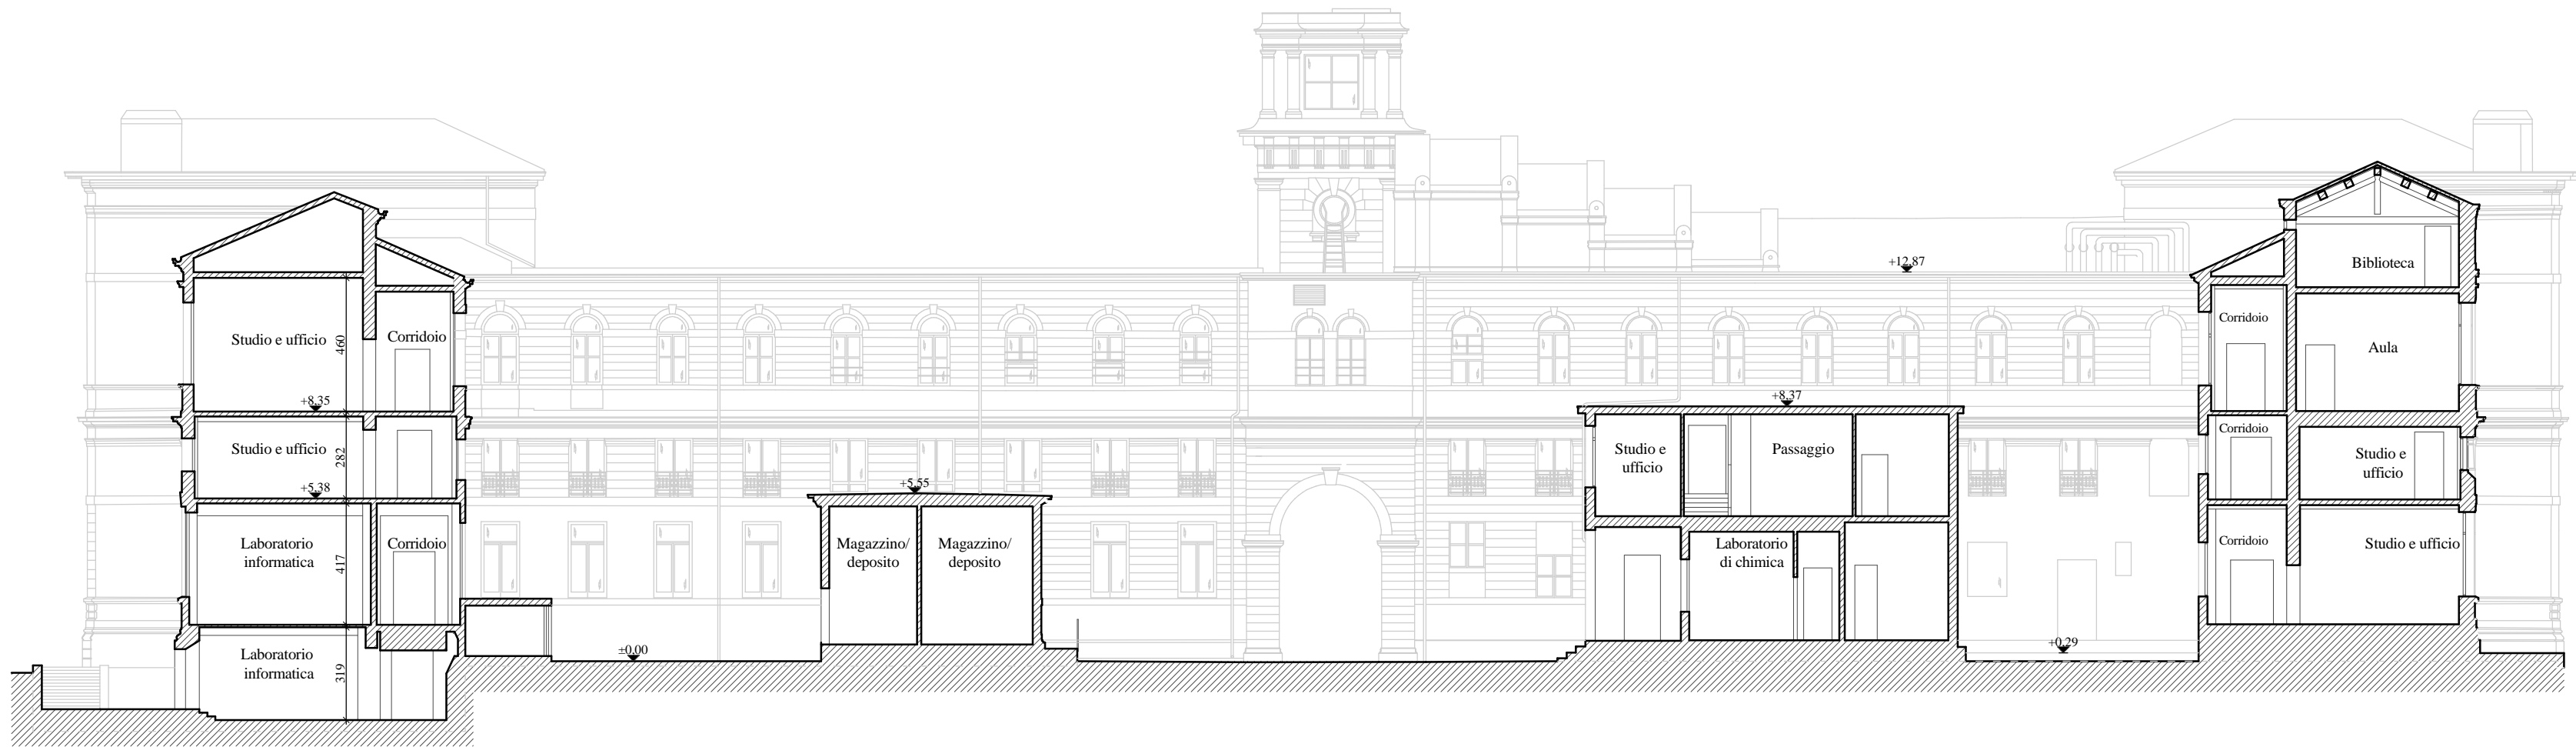 +12,87
Biblioteca
Corridoio
Studio e ufficio
460
Corridoio
Aula
+8,35
+8,37
Corridoio
Studio e ufficio
282
Studio e
ufficio
Passaggio
Studio e
ufficio
+5,38
+5,55
Laboratorio
informatica
417
Corridoio
Magazzino/
deposito
Magazzino/
deposito
Laboratorio
di chimica
Corridoio
Studio e ufficio
Laboratorio
informatica
319
±0,00
+0,29